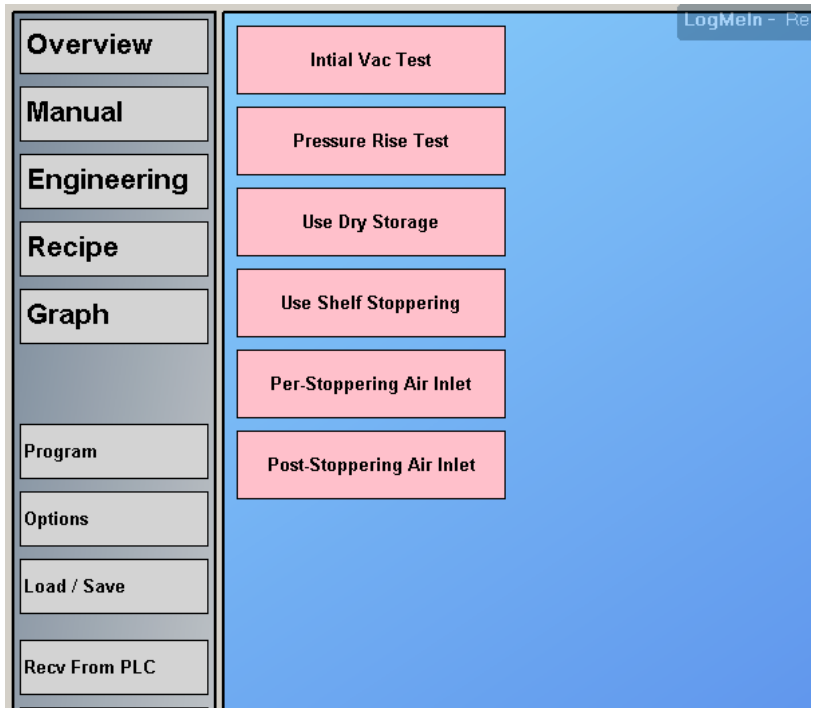 Overview
Manual
Engineering
Recipe
Graph
Program
Options
Load / Save
Recv From PLC
Intial Vac Test
Pressure Rise Test
Use Dry Storage
Use Shelf Stoppering
Per-Stoppering Air Inlet
Post-Stoppering Air Inlet
LogMeIn - Re